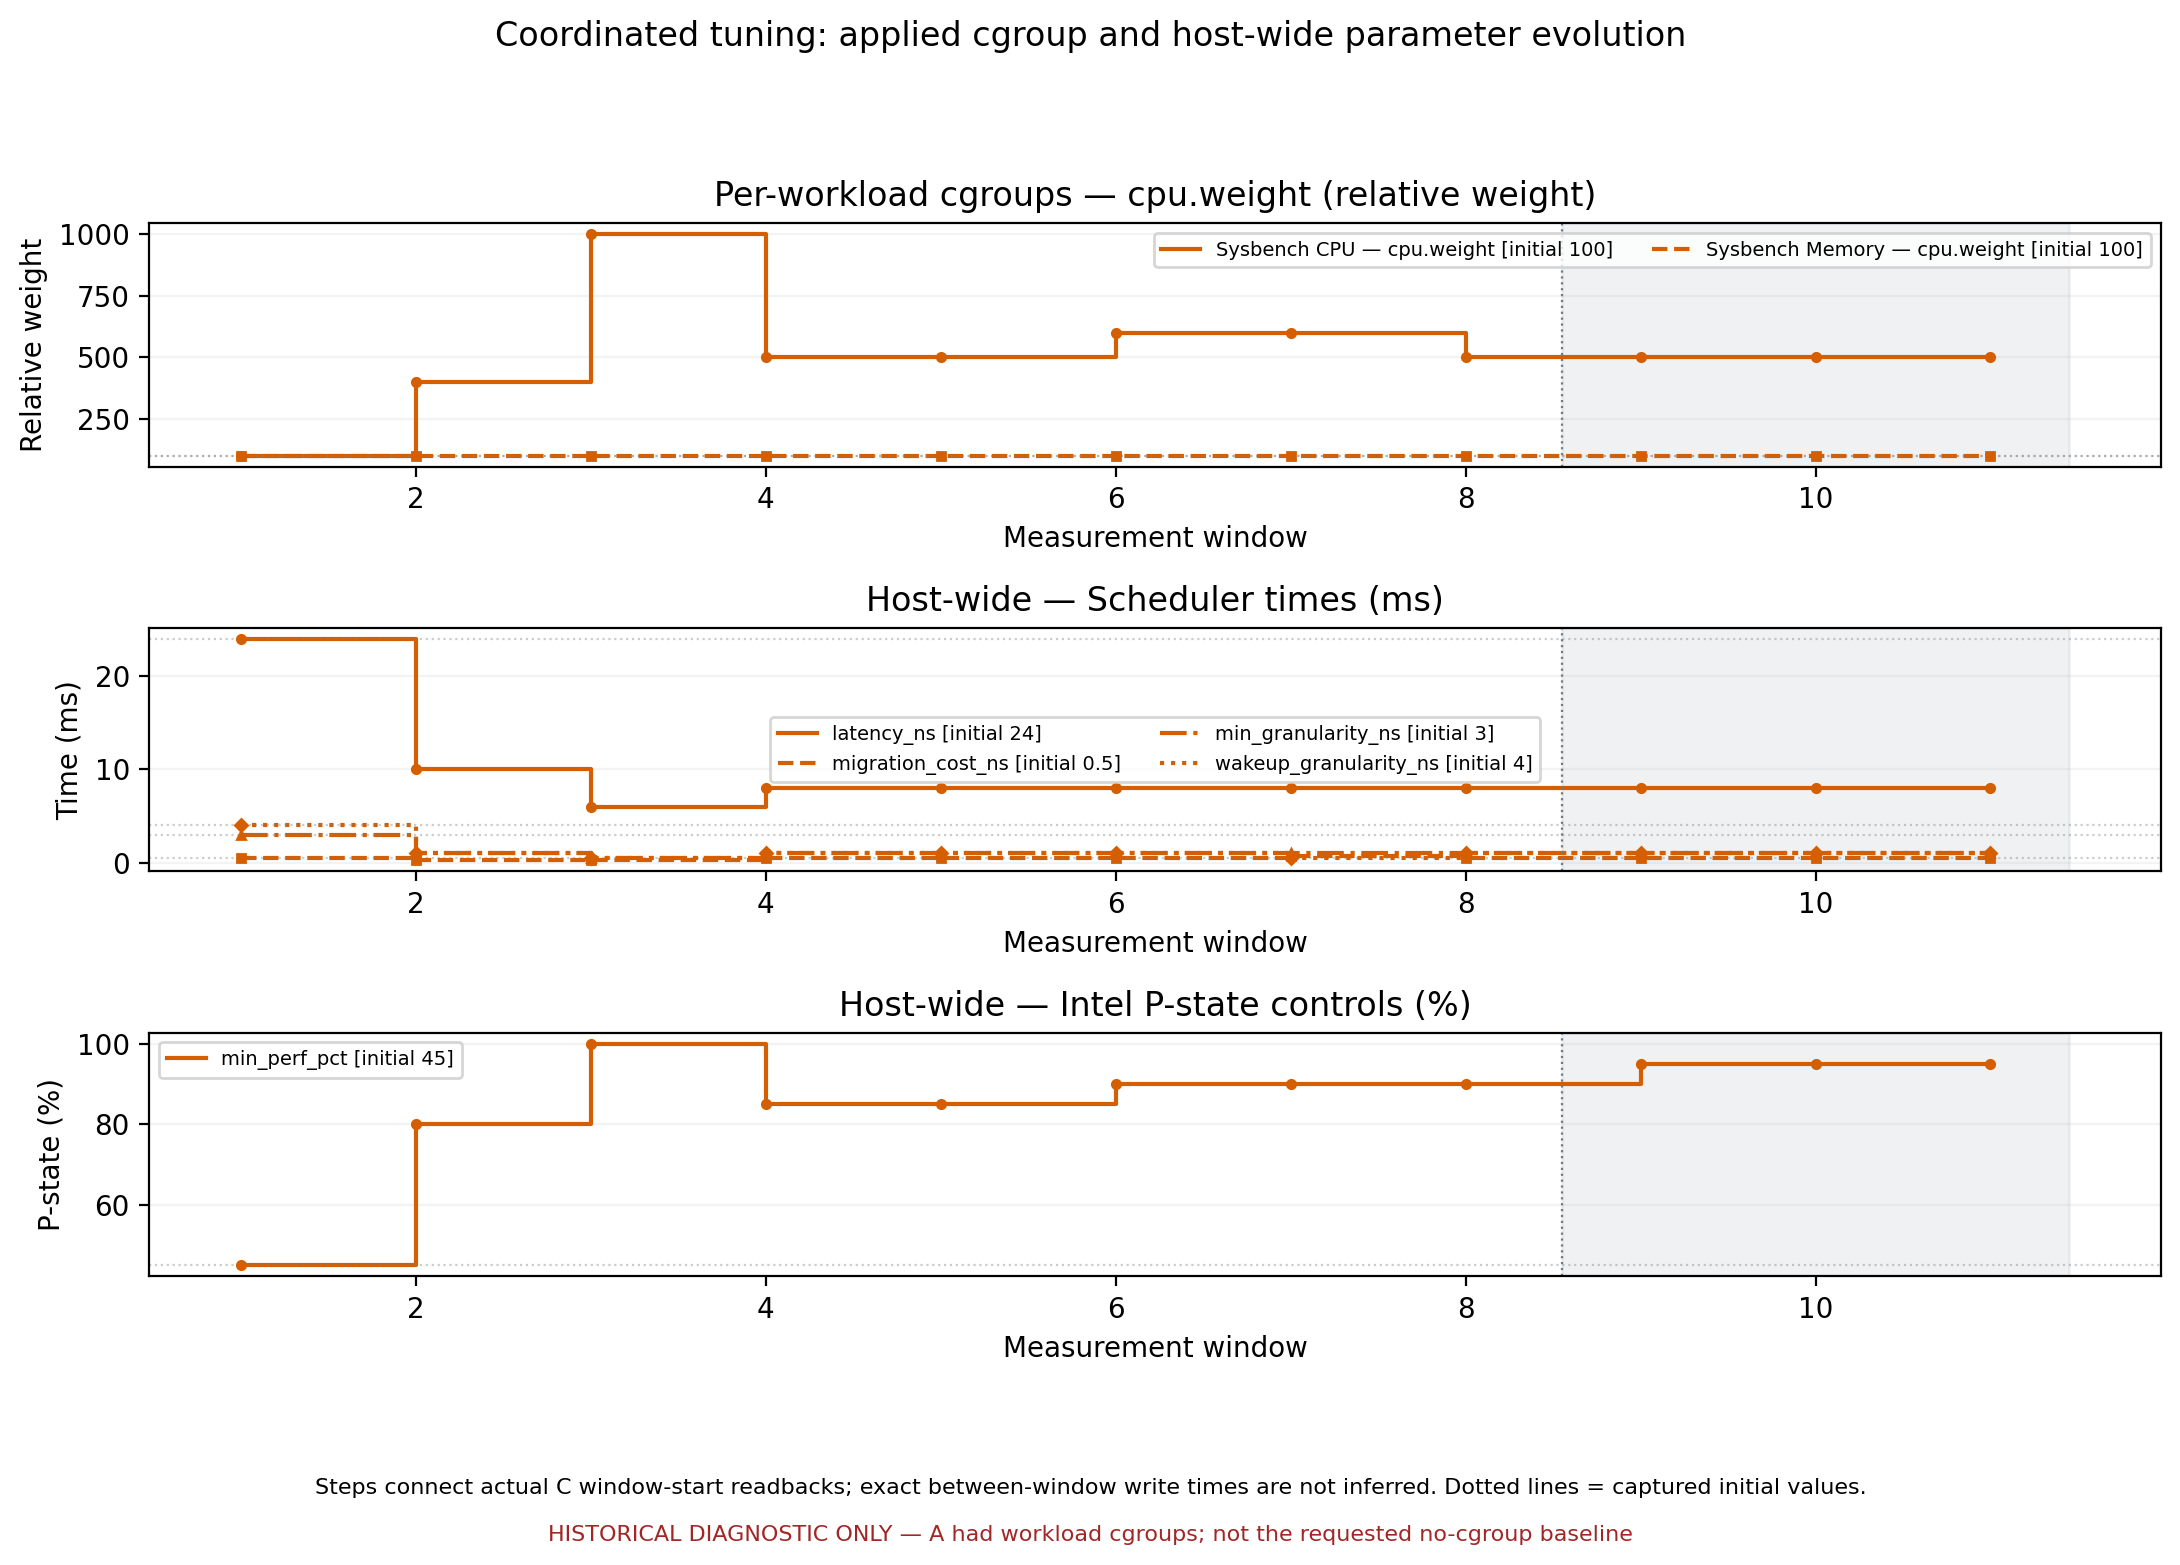 Coordinated tuning: applied cgroup and host-wide parameter evolution
Per-workload cgroups — cpu.weight (relative weight)
Relative weight
1000
750
500
250
Sysbench CPU — cpu.weight [initial 100]
Sysbench Memory — cpu.weight [initial 100]
2
4
6
8
10
Measurement window
Host-wide — Scheduler times (ms)
Time (ms)
20
10
0
latency_ns [initial 24]
migration_cost_ns [initial 0.5]
min_granularity_ns [initial 3]
wakeup_granularity_ns [initial 4]
2
4
6
8
10
Measurement window
Host-wide — Intel P-state controls (%)
P-state (%)
100
80
60
min_perf_pct [initial 45]
2
4
6
8
10
Measurement window
Steps connect actual C window-start readbacks; exact between-window write times are not inferred. Dotted lines = captured initial values.
HISTORICAL DIAGNOSTIC ONLY — A had workload cgroups; not the requested no-cgroup baseline